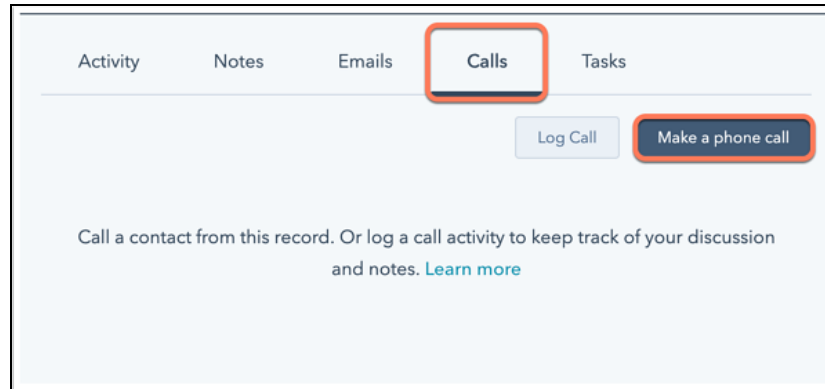 Activity Notes Emails Calls Tasks
Log Call Make a phone call
Call a contact from this record. Or log a call activity to keep track of your discussion
and notes. Learn more